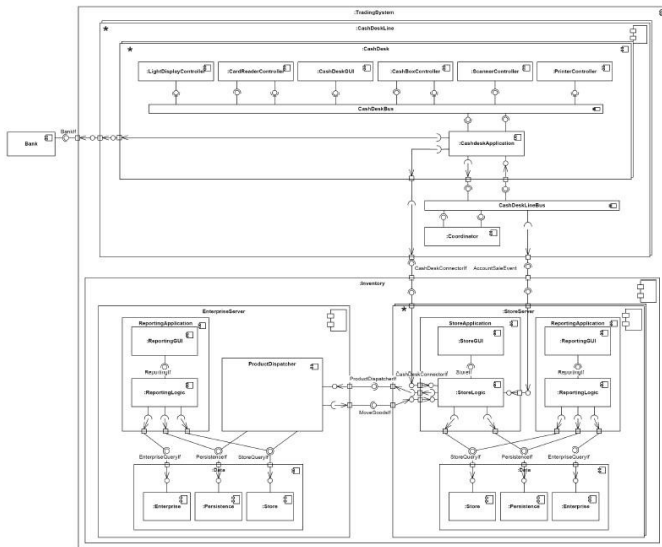 :TradingSystem
*
:CashDeskLine
*
:CashDesk
:LightDisplayController
:CardReaderController
:CashDeskGUI
:CashBoxController
:ScannerController
:PrinterController
CashDeskBus
Bank
BankIf
:CashdeskApplication
CashDeskLineBus
:Coordinator
CashDeskConnectorIf
AccountSaleEvent
:Inventory
EnterpriseServer
*
:StoreServer
ReportingApplication
StoreApplication
ReportingApplication
:ReportingGUI
:StoreGUI
:ReportingGUI
ProductDispatcher
ReportingIf
CashDeskConnectorIf
StoreIf
ReportingIf
ProductDispatcherIf
:ReportingLogic
:StoreLogic
:ReportingLogic
MoveGoodsIf
EnterpriseQueryIf
PersistenceIf
StoreQueryIf
StoreQueryIf
PersistenceIf
EnterpriseQueryIf
:Data
:Data
:Enterprise
:Persistence
:Store
:Store
:Persistence
:Enterprise